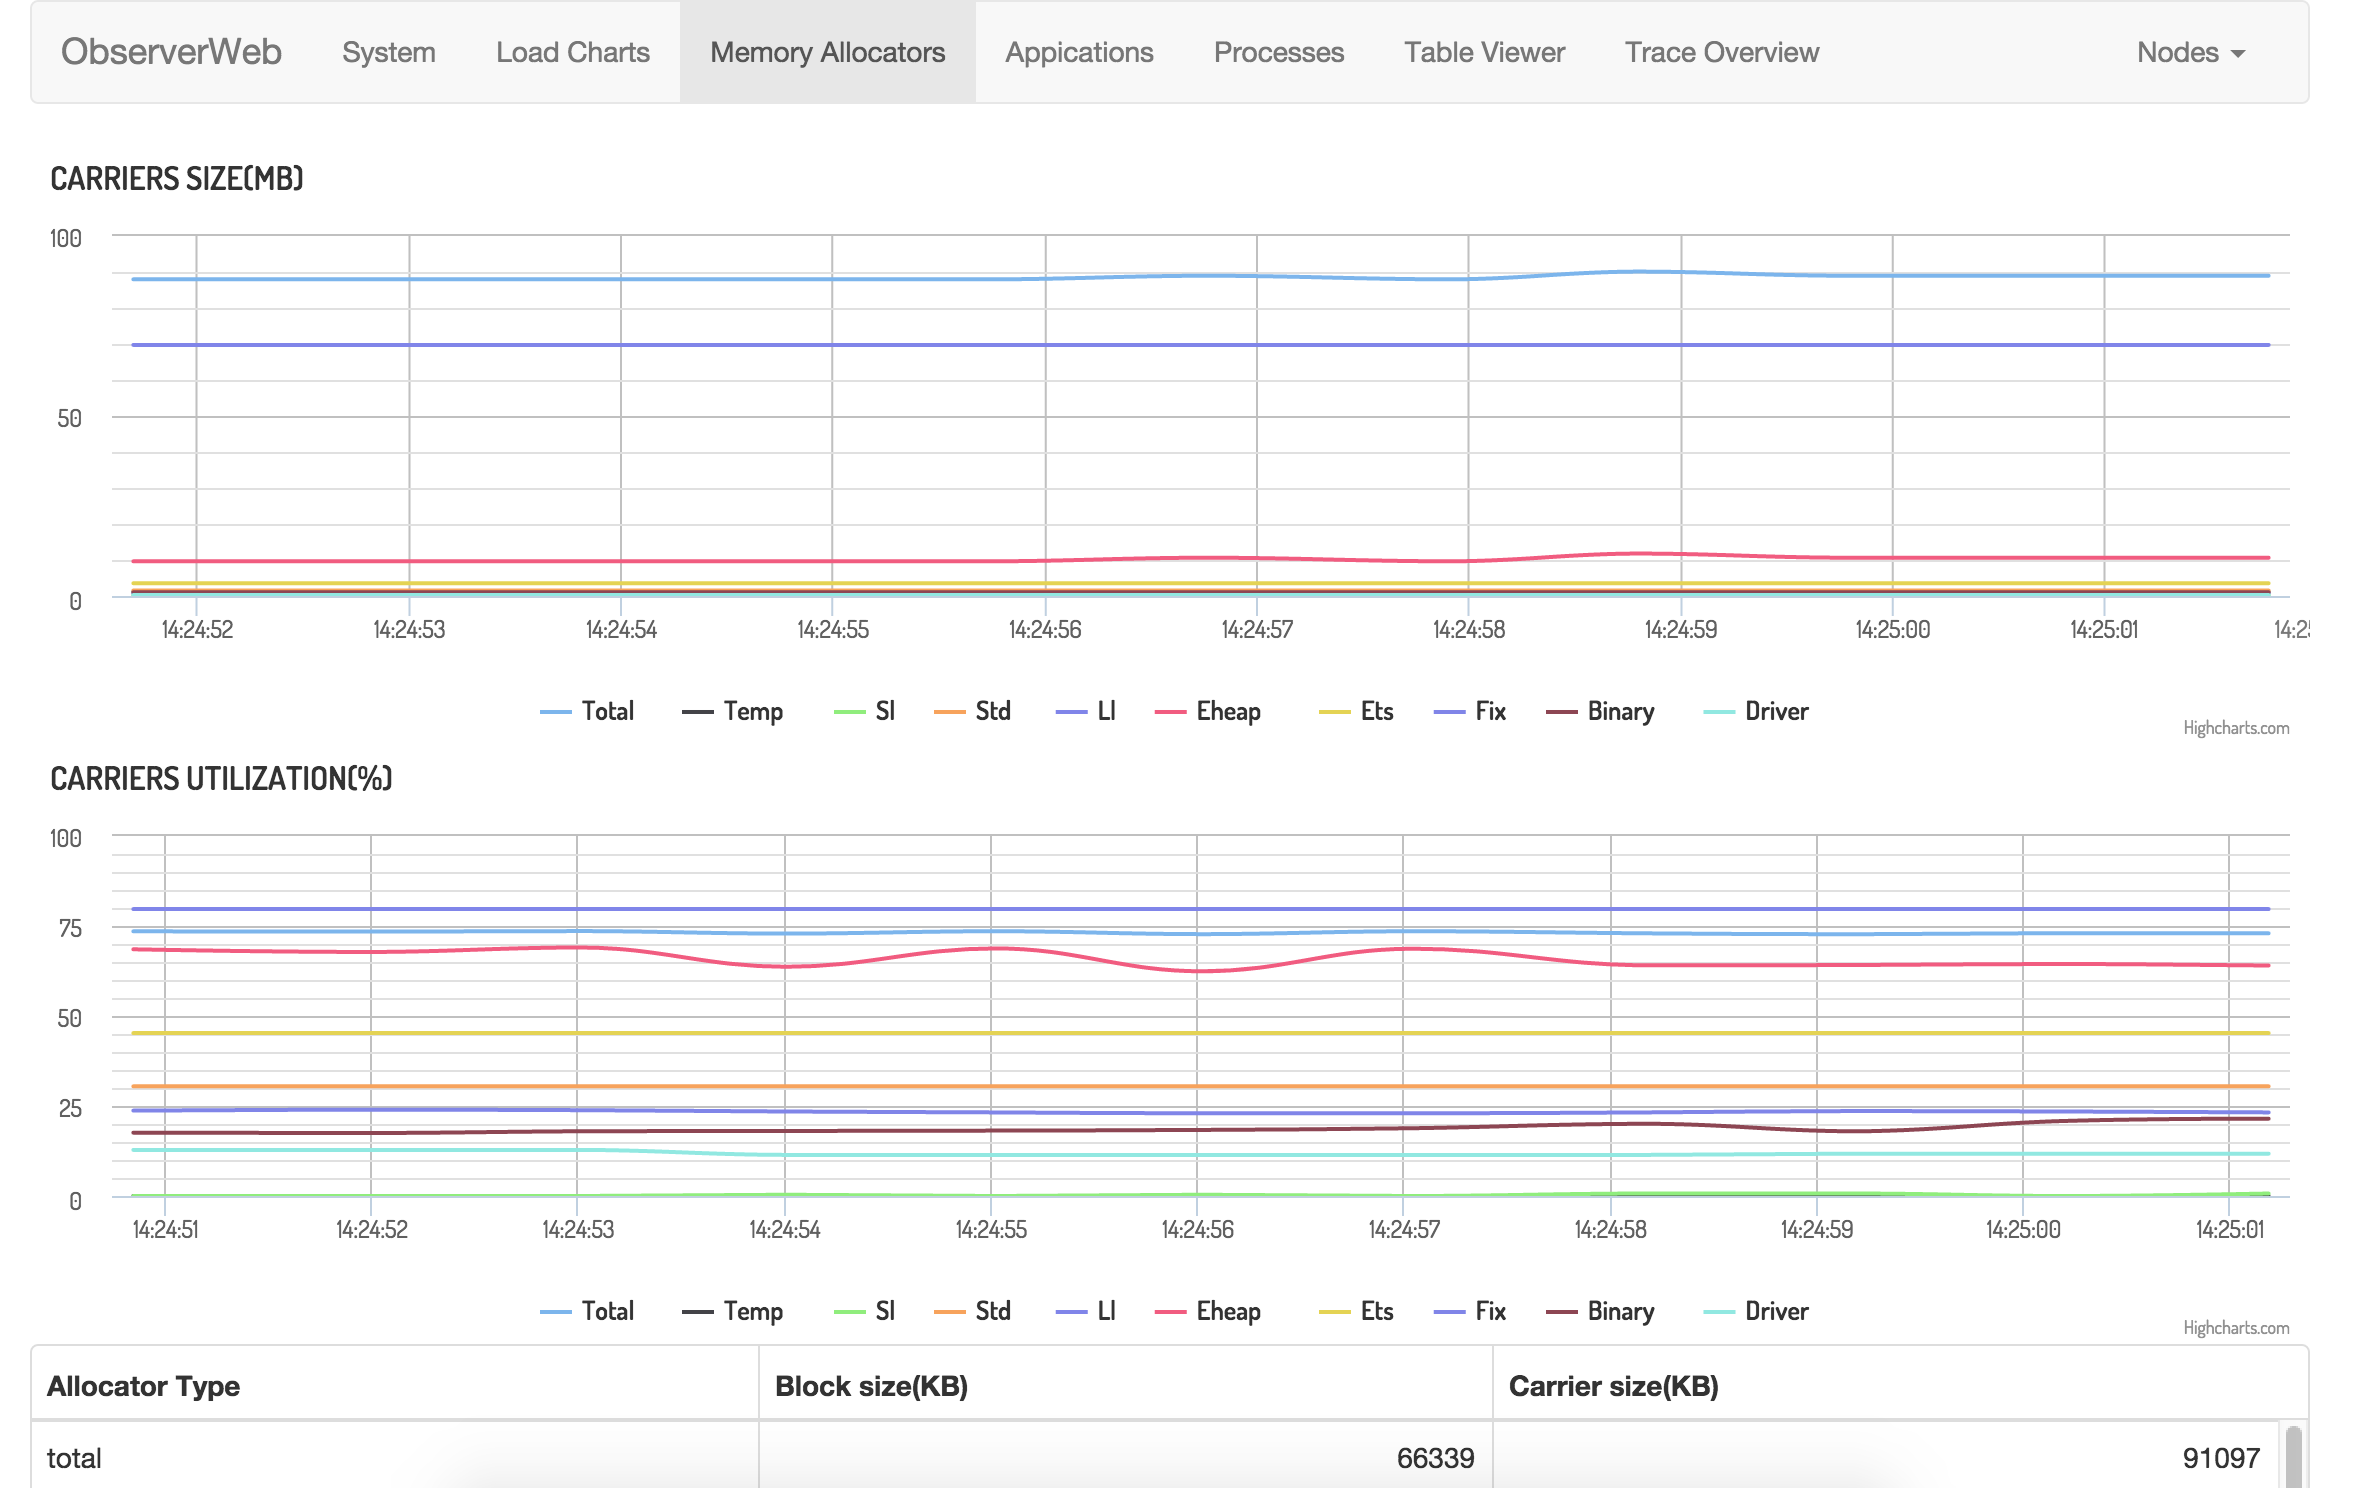 ObserverWeb System Load Charts Memory Allocators Appications Processes Table Viewer Trace Overview Nodes
CARRIERS SIZE(MB)
100
50
0
14:24:52 14:24:53 14:24:54 14:24:55 14:24:56 14:24:57 14:24:58 14:24:59 14:25:00 14:25:01
Total Temp Sl Std Ll Eheap Ets Fix Binary Driver
Highcharts.com
CARRIERS UTILIZATION(%)
100
75
50
25
0
14:24:51 14:24:52 14:24:53 14:24:54 14:24:55 14:24:56 14:24:57 14:24:58 14:24:59 14:25:00 14:25:01
Total Temp Sl Std Ll Eheap Ets Fix Binary Driver
Highcharts.com
Allocator Type Block size(KB) Carrier size(KB)
total 66339 91097